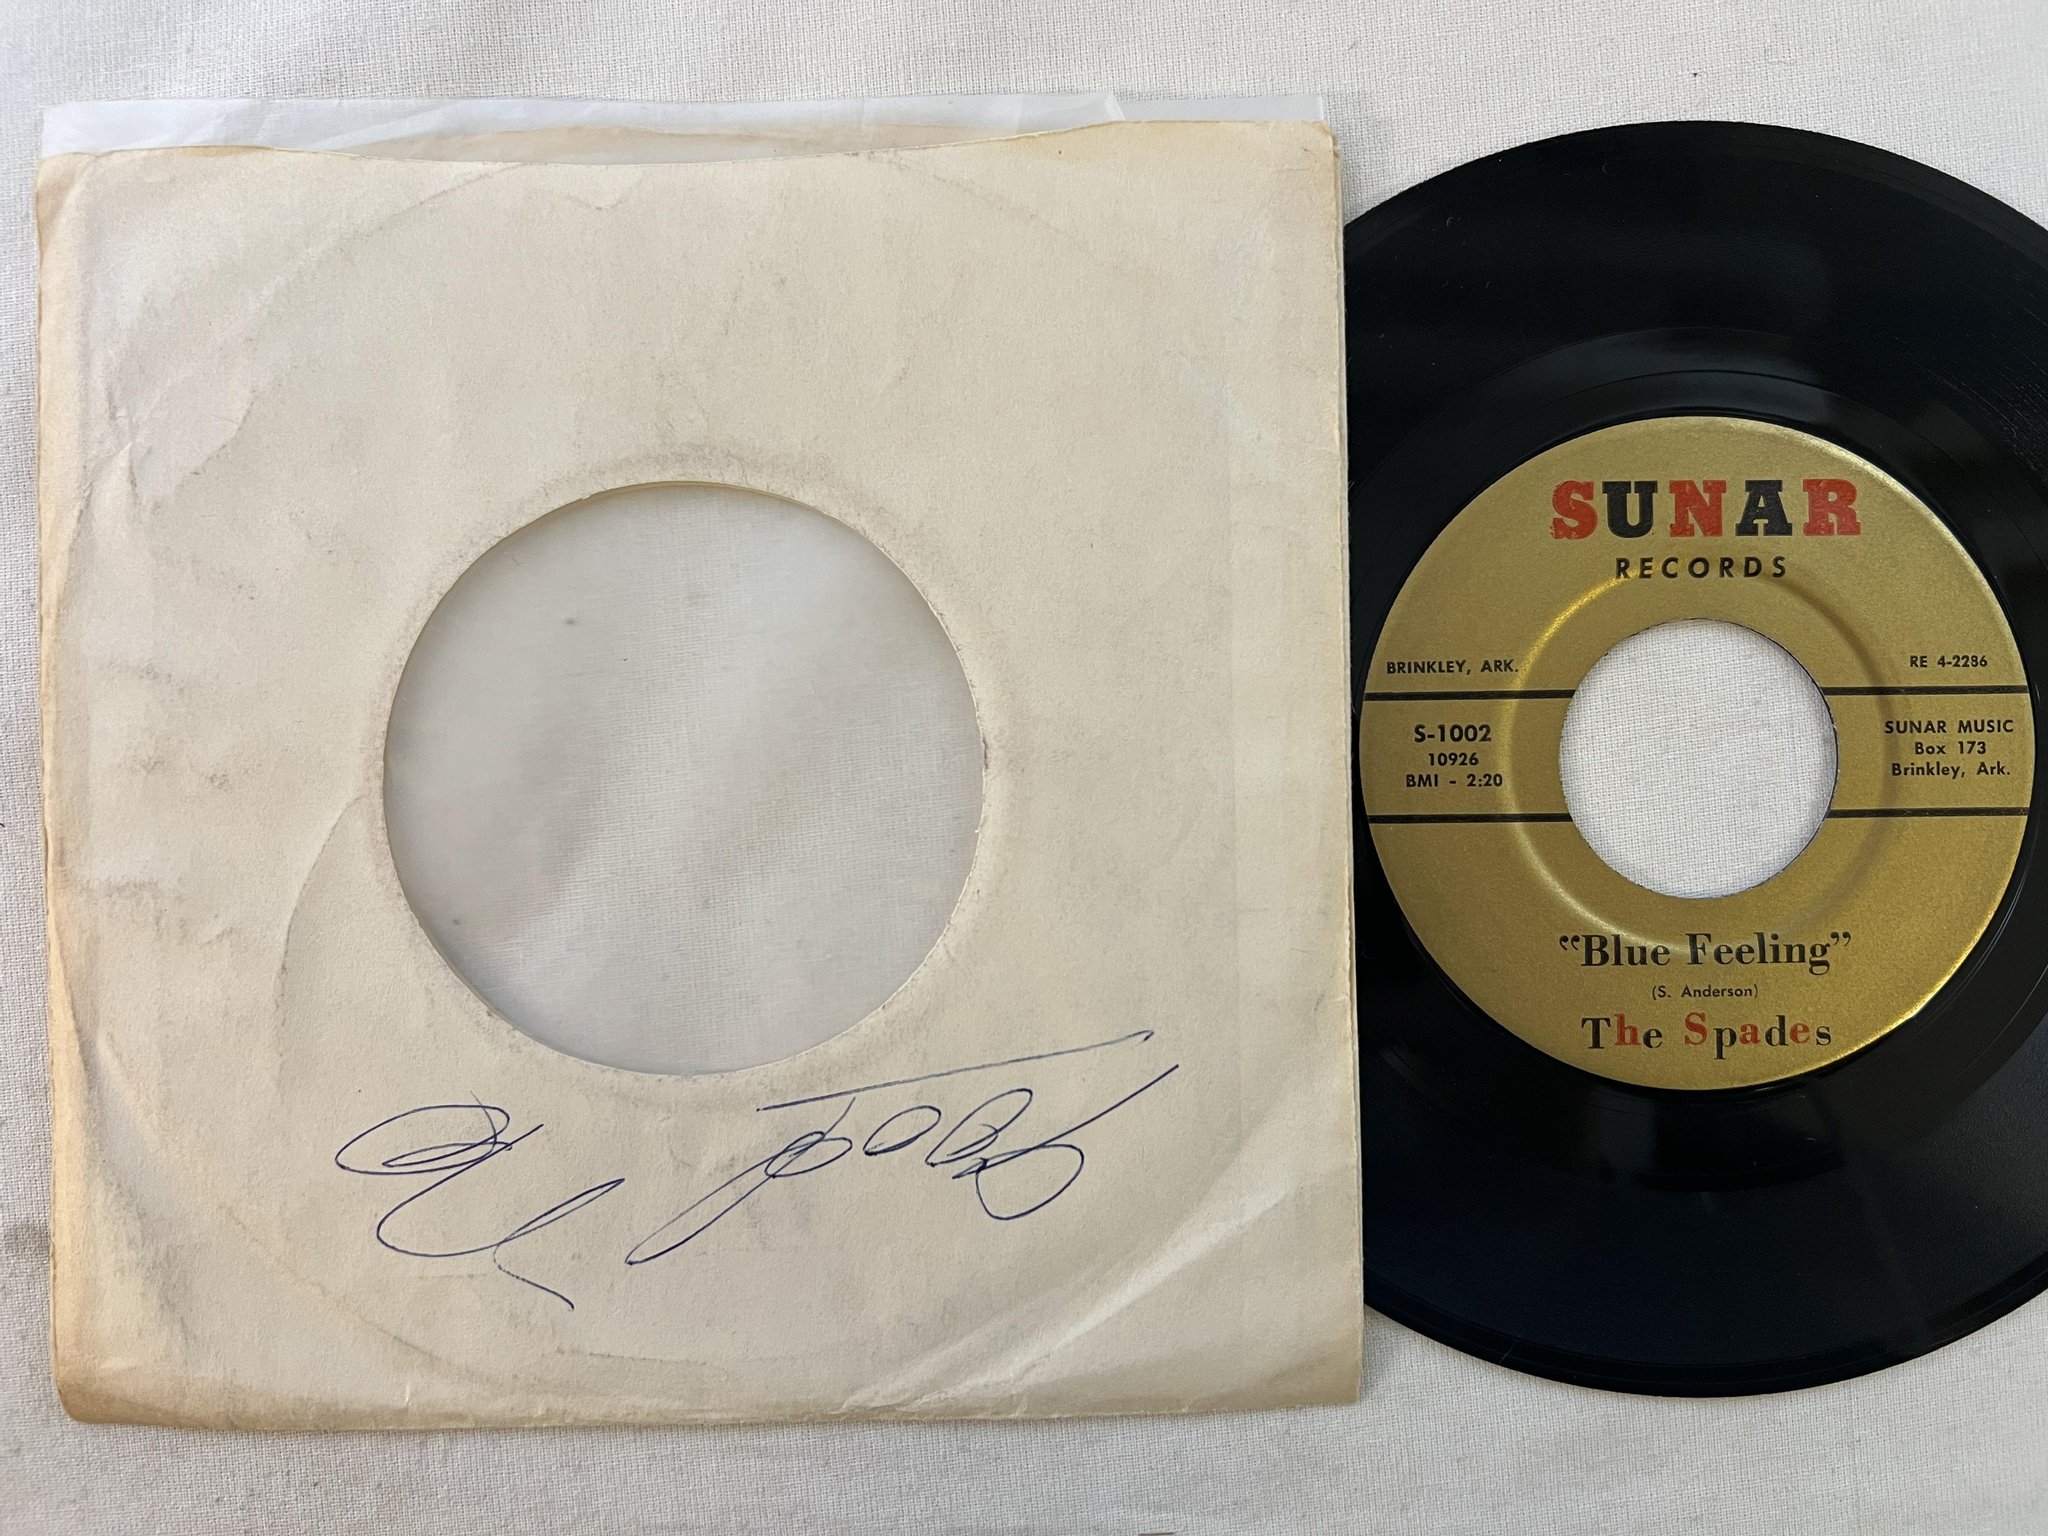 SUNAR
RECORDS
BRINKLEY, ARK.
RE 4-2286
S-1002
10926
BMI - 2:20
SUNAR MUSIC
Box 173
Brinkley, Ark.
“Blue Feeling”
(S. Anderson)
The Spades